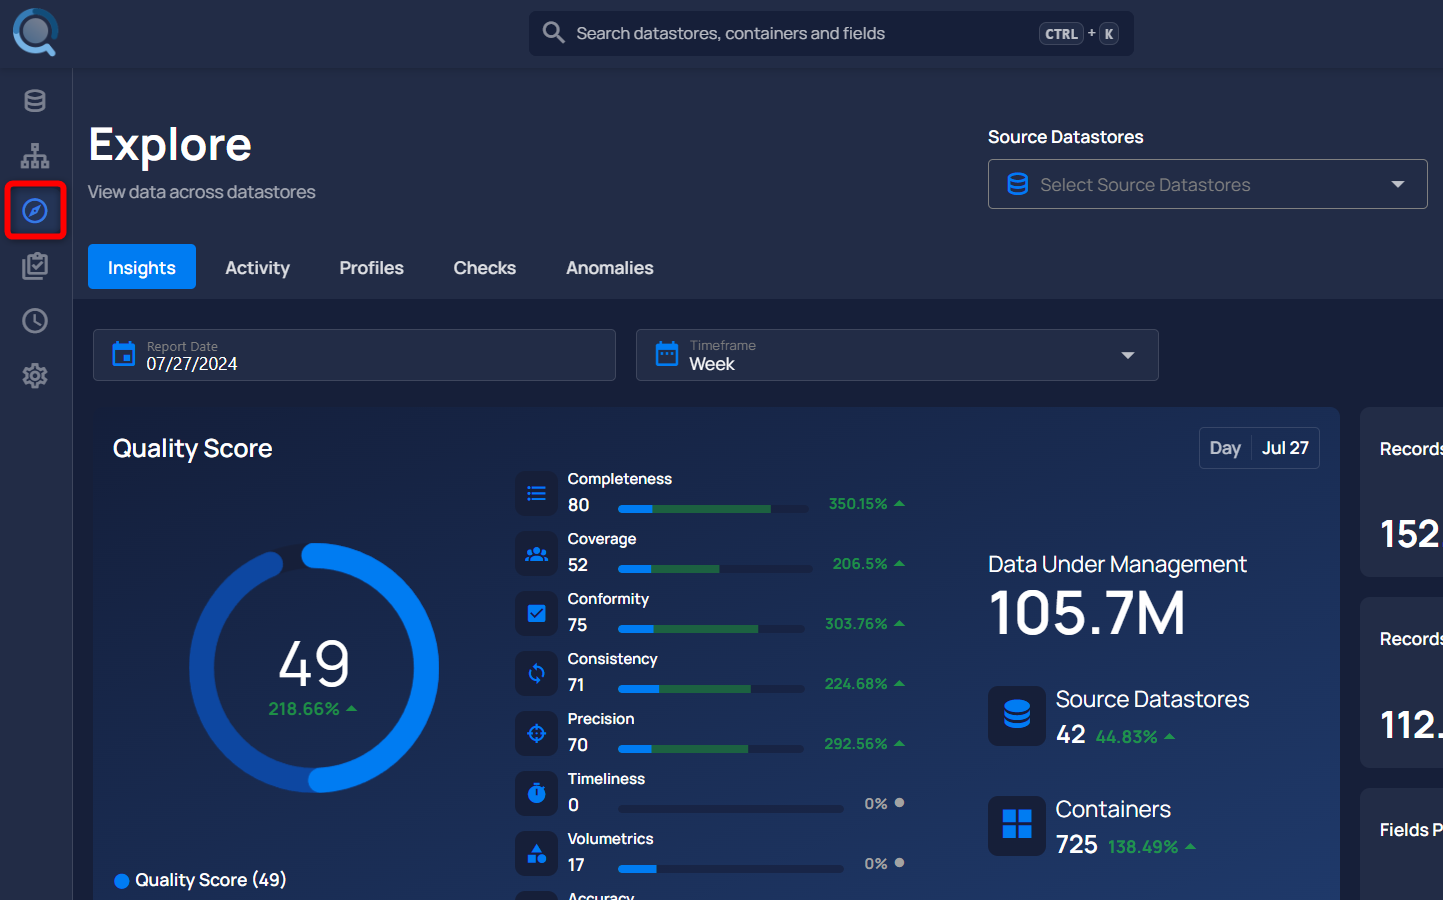 Search datastores, containers and fields CTRL + K
Explore
View data across datastores
Source Datastores
Select Source Datastores
Insights Activity Profiles Checks Anomalies
Report Date
07/27/2024
Timeframe
Week
Quality Score
Day Jul 27
49
218.66%
Quality Score (49)
Completeness
80 350.15%
Coverage
52 206.5%
Conformity
75 303.76%
Consistency
71 224.68%
Precision
70 292.56%
Timeliness
0 0%
Volumetrics
17 0%
Accuracy
Data Under Management
105.7M
Source Datastores
42 44.83%
Containers
725 138.49%
Records
152
Records
112.
Fields P